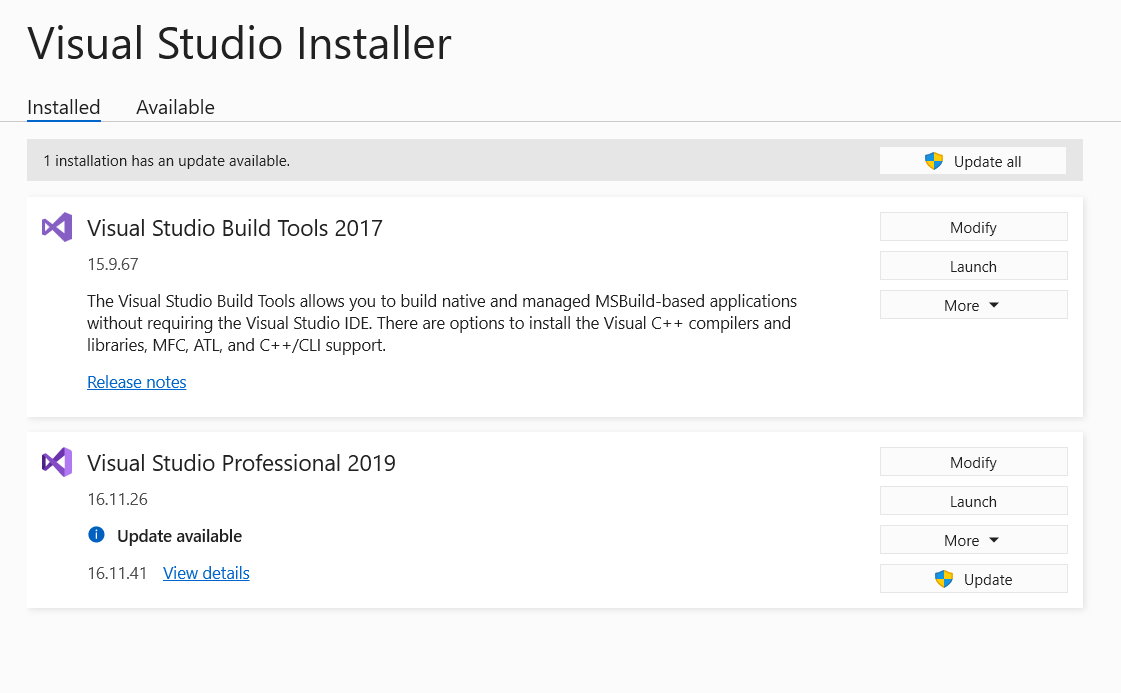 Visual Studio Installer
Installed Available
1 installation has an update available.
Update all
Visual Studio Build Tools 2017
15.9.67
The Visual Studio Build Tools allows you to build native and managed MSBuild-based applications
without requiring the Visual Studio IDE. There are options to install the Visual C++ compilers and
libraries, MFC, ATL, and C++/CLI support.
Release notes
Modify
Launch
More
Visual Studio Professional 2019
16.11.26
Update available
16.11.41 View details
Modify
Launch
More
Update